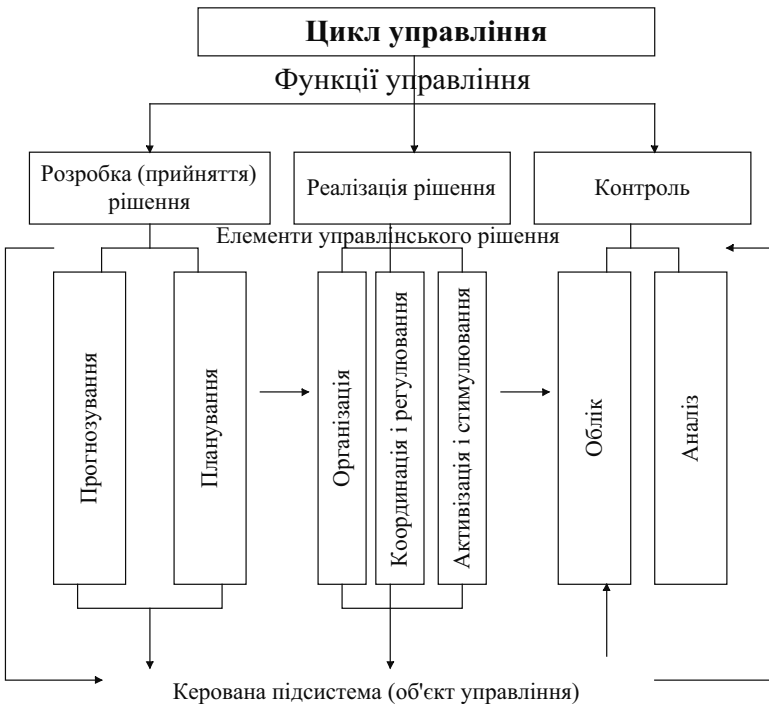 Цикл управління
Функції управління
Розробка (прийняття)
рішення
Реалізація рішення
Контроль
Елементи управлінського рішення
Прогнозування
Планування
Організація
Координація і регулювання
Активізація і стимулювання
Облік
Аналіз
Керована підсистема (об'єкт управління)